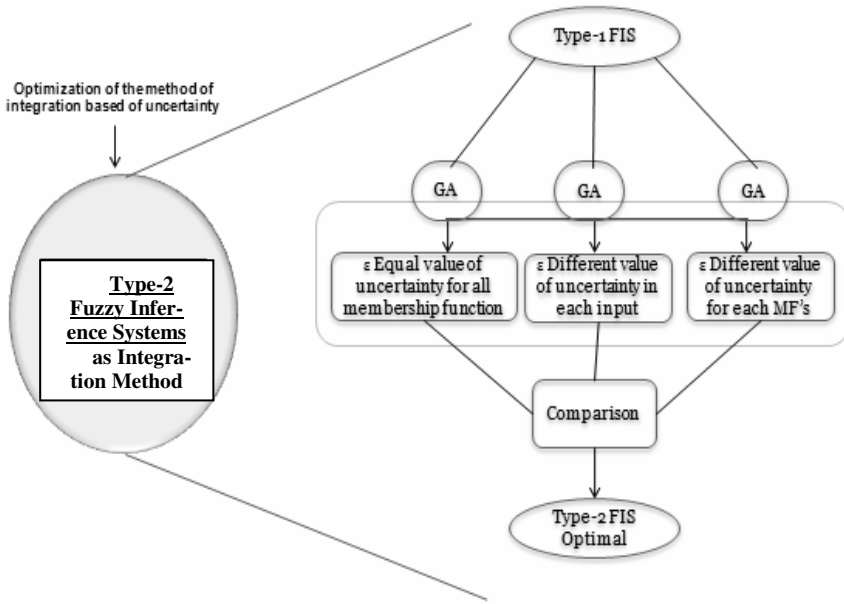 Optimization of the method of
integration based of uncertainty
Type-2
Fuzzy Infer-
ence Systems
as Integra-
tion Method
Type-1 FIS
GA
GA
GA
ε Equal value of
uncertainty for all
membership function
ε Different value
of uncertainty in
each input
ε Different value
of uncertainty
for each MF's
Comparison
Type-2 FIS
Optimal